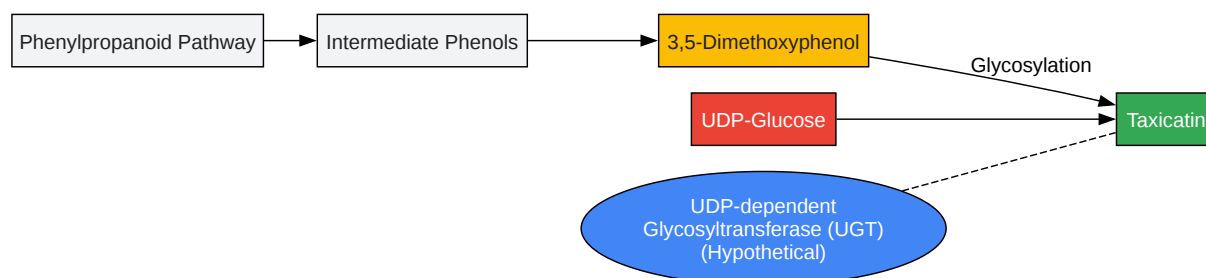 Phenylpropanoid Pathway
Intermediate Phenols
3,5-Dimethoxyphenol
Glycosylation
UDP-Glucose
Taxicatin
UDP-dependent
Glycosyltransferase (UGT)
(Hypothetical)